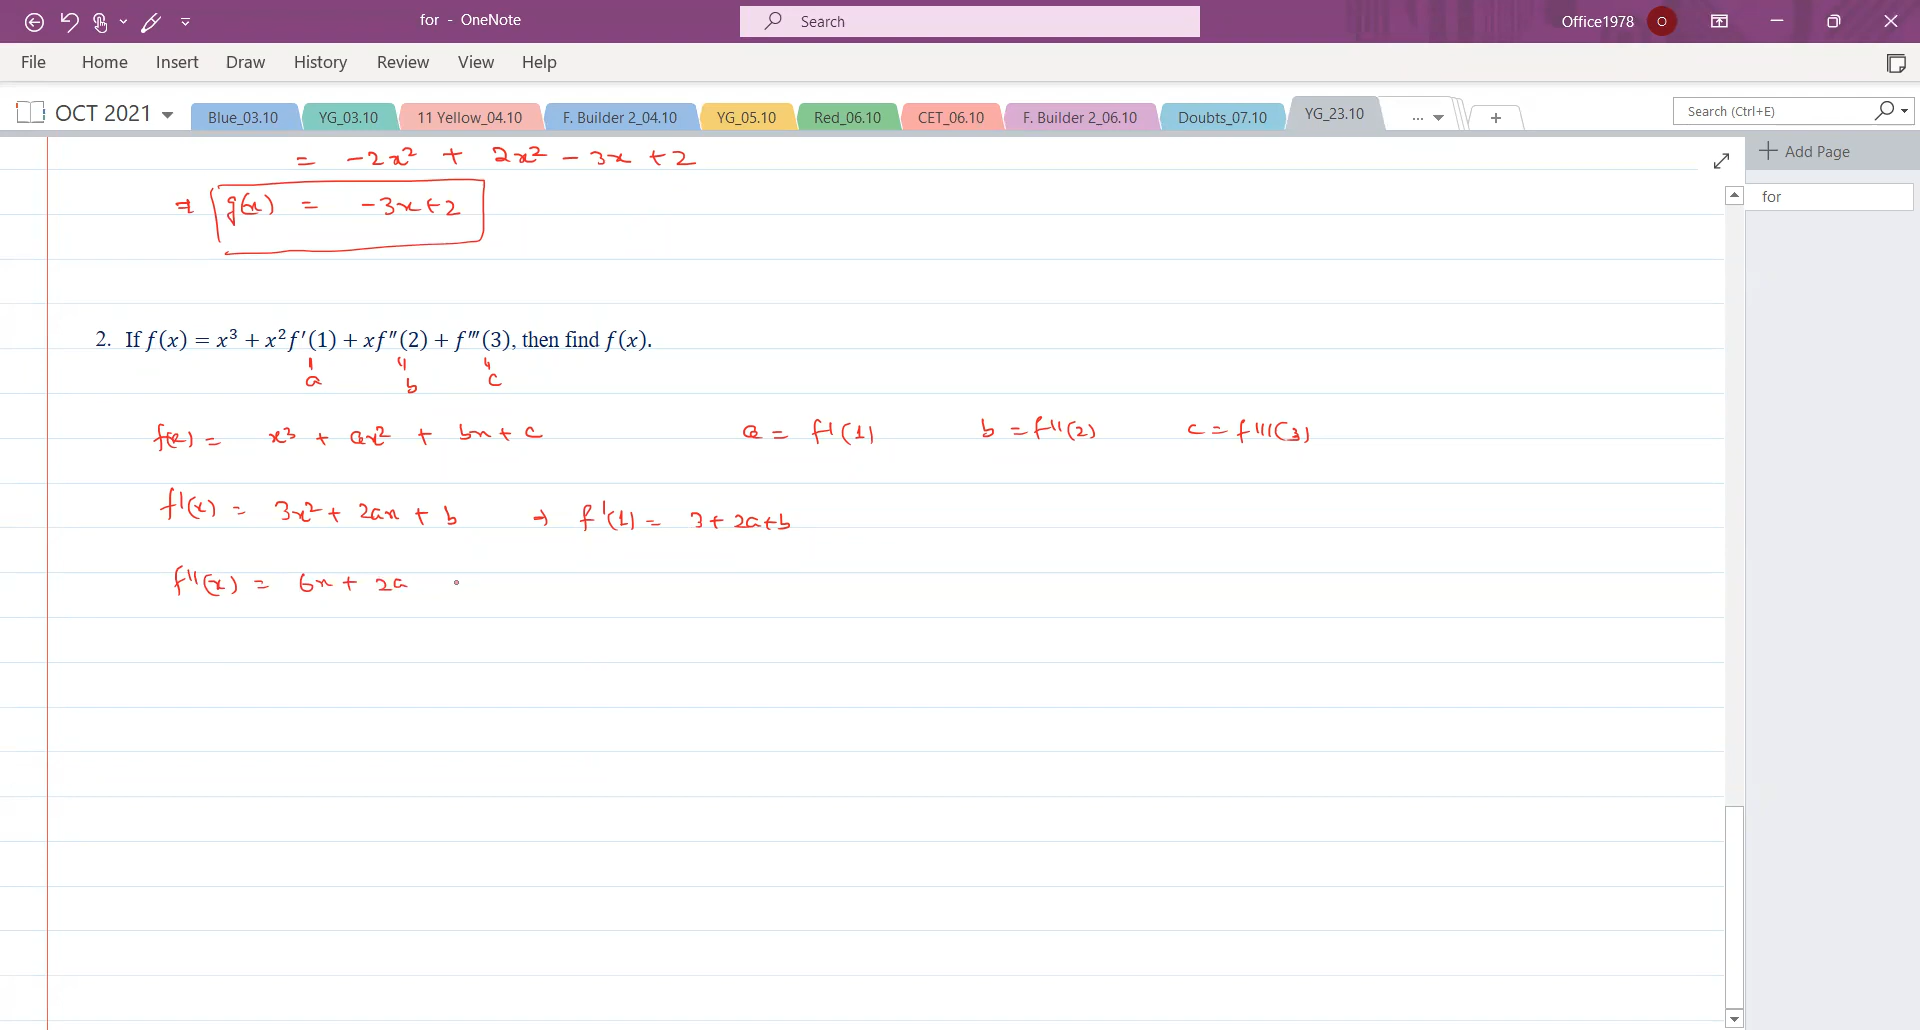 for - OneNote
Search
Office1978
O
File Home Insert Draw History Review View Help
OCT 2021
Blue_03.10 YG_03.10 11 Yellow_04.10 F. Builder 2_04.10 YG_05.10 Red_06.10 CET_06.10 F. Builder 2_06.10 Doubts_07.10 YG_23.10 ... +
Search (Ctrl+E)
+ Add Page
for
= -2x² + 2x² - 3x + 2
⇒ g(x) = -3x + 2
2. If f(x) = x³ + x²f′(1) + xf″(2) + f‴(3), then find f(x).
a b c
f(x) = x³ + ax² + bx + c a = f'(1) b = f''(2) c = f'''(3)
f'(x) = 3x² + 2ax + b ⇒ f'(1) = 3 + 2a + b
f''(x) = 6x + 2a